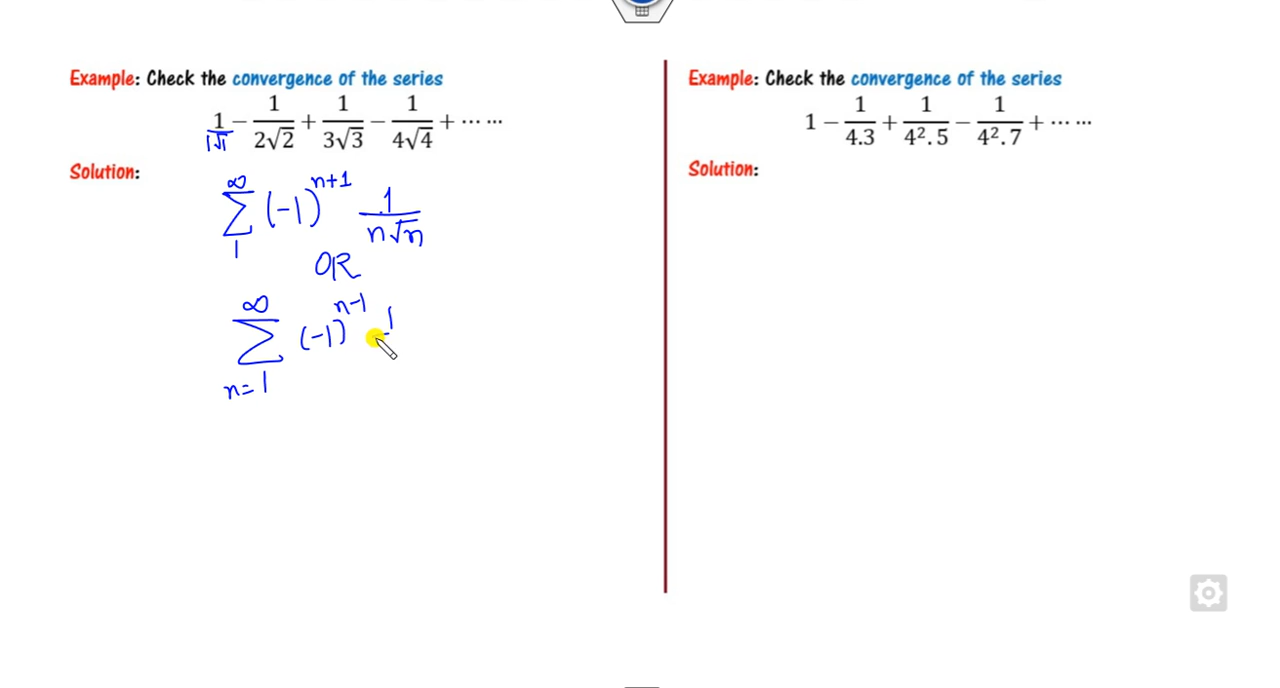 Example: Check the convergence of the series
1/1√1 − 1/2√2 + 1/3√3 − 1/4√4 + ⋯ ⋯
Solution:
∞ ∑ 1 (−1)^n+1 1/n√n
OR
∞ ∑ n=1 (−1)^n−1 1
Example: Check the convergence of the series
1 − 1/4.3 + 1/4².5 − 1/4².7 + ⋯ ⋯
Solution: